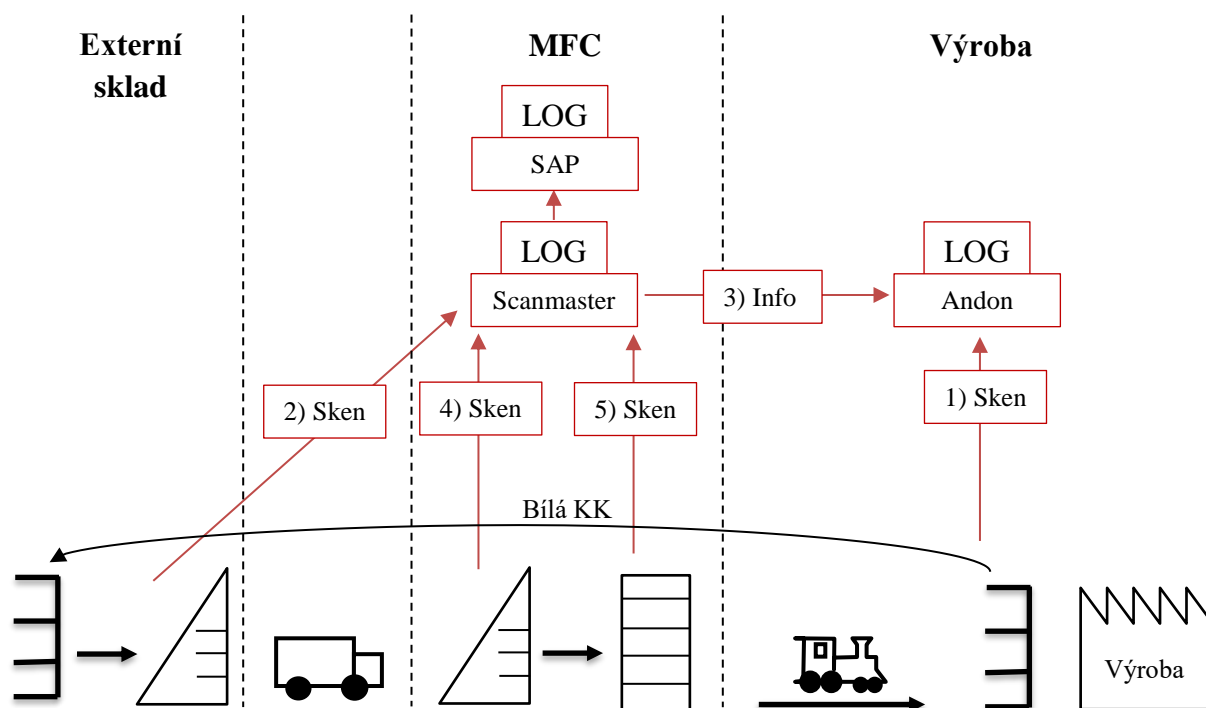 Externí
sklad
MFC
Výroba
LOG
SAP
LOG
Scanmaster
3) Info
LOG
Andon
2) Sken
4) Sken
5) Sken
1) Sken
Bílá KK
Výroba